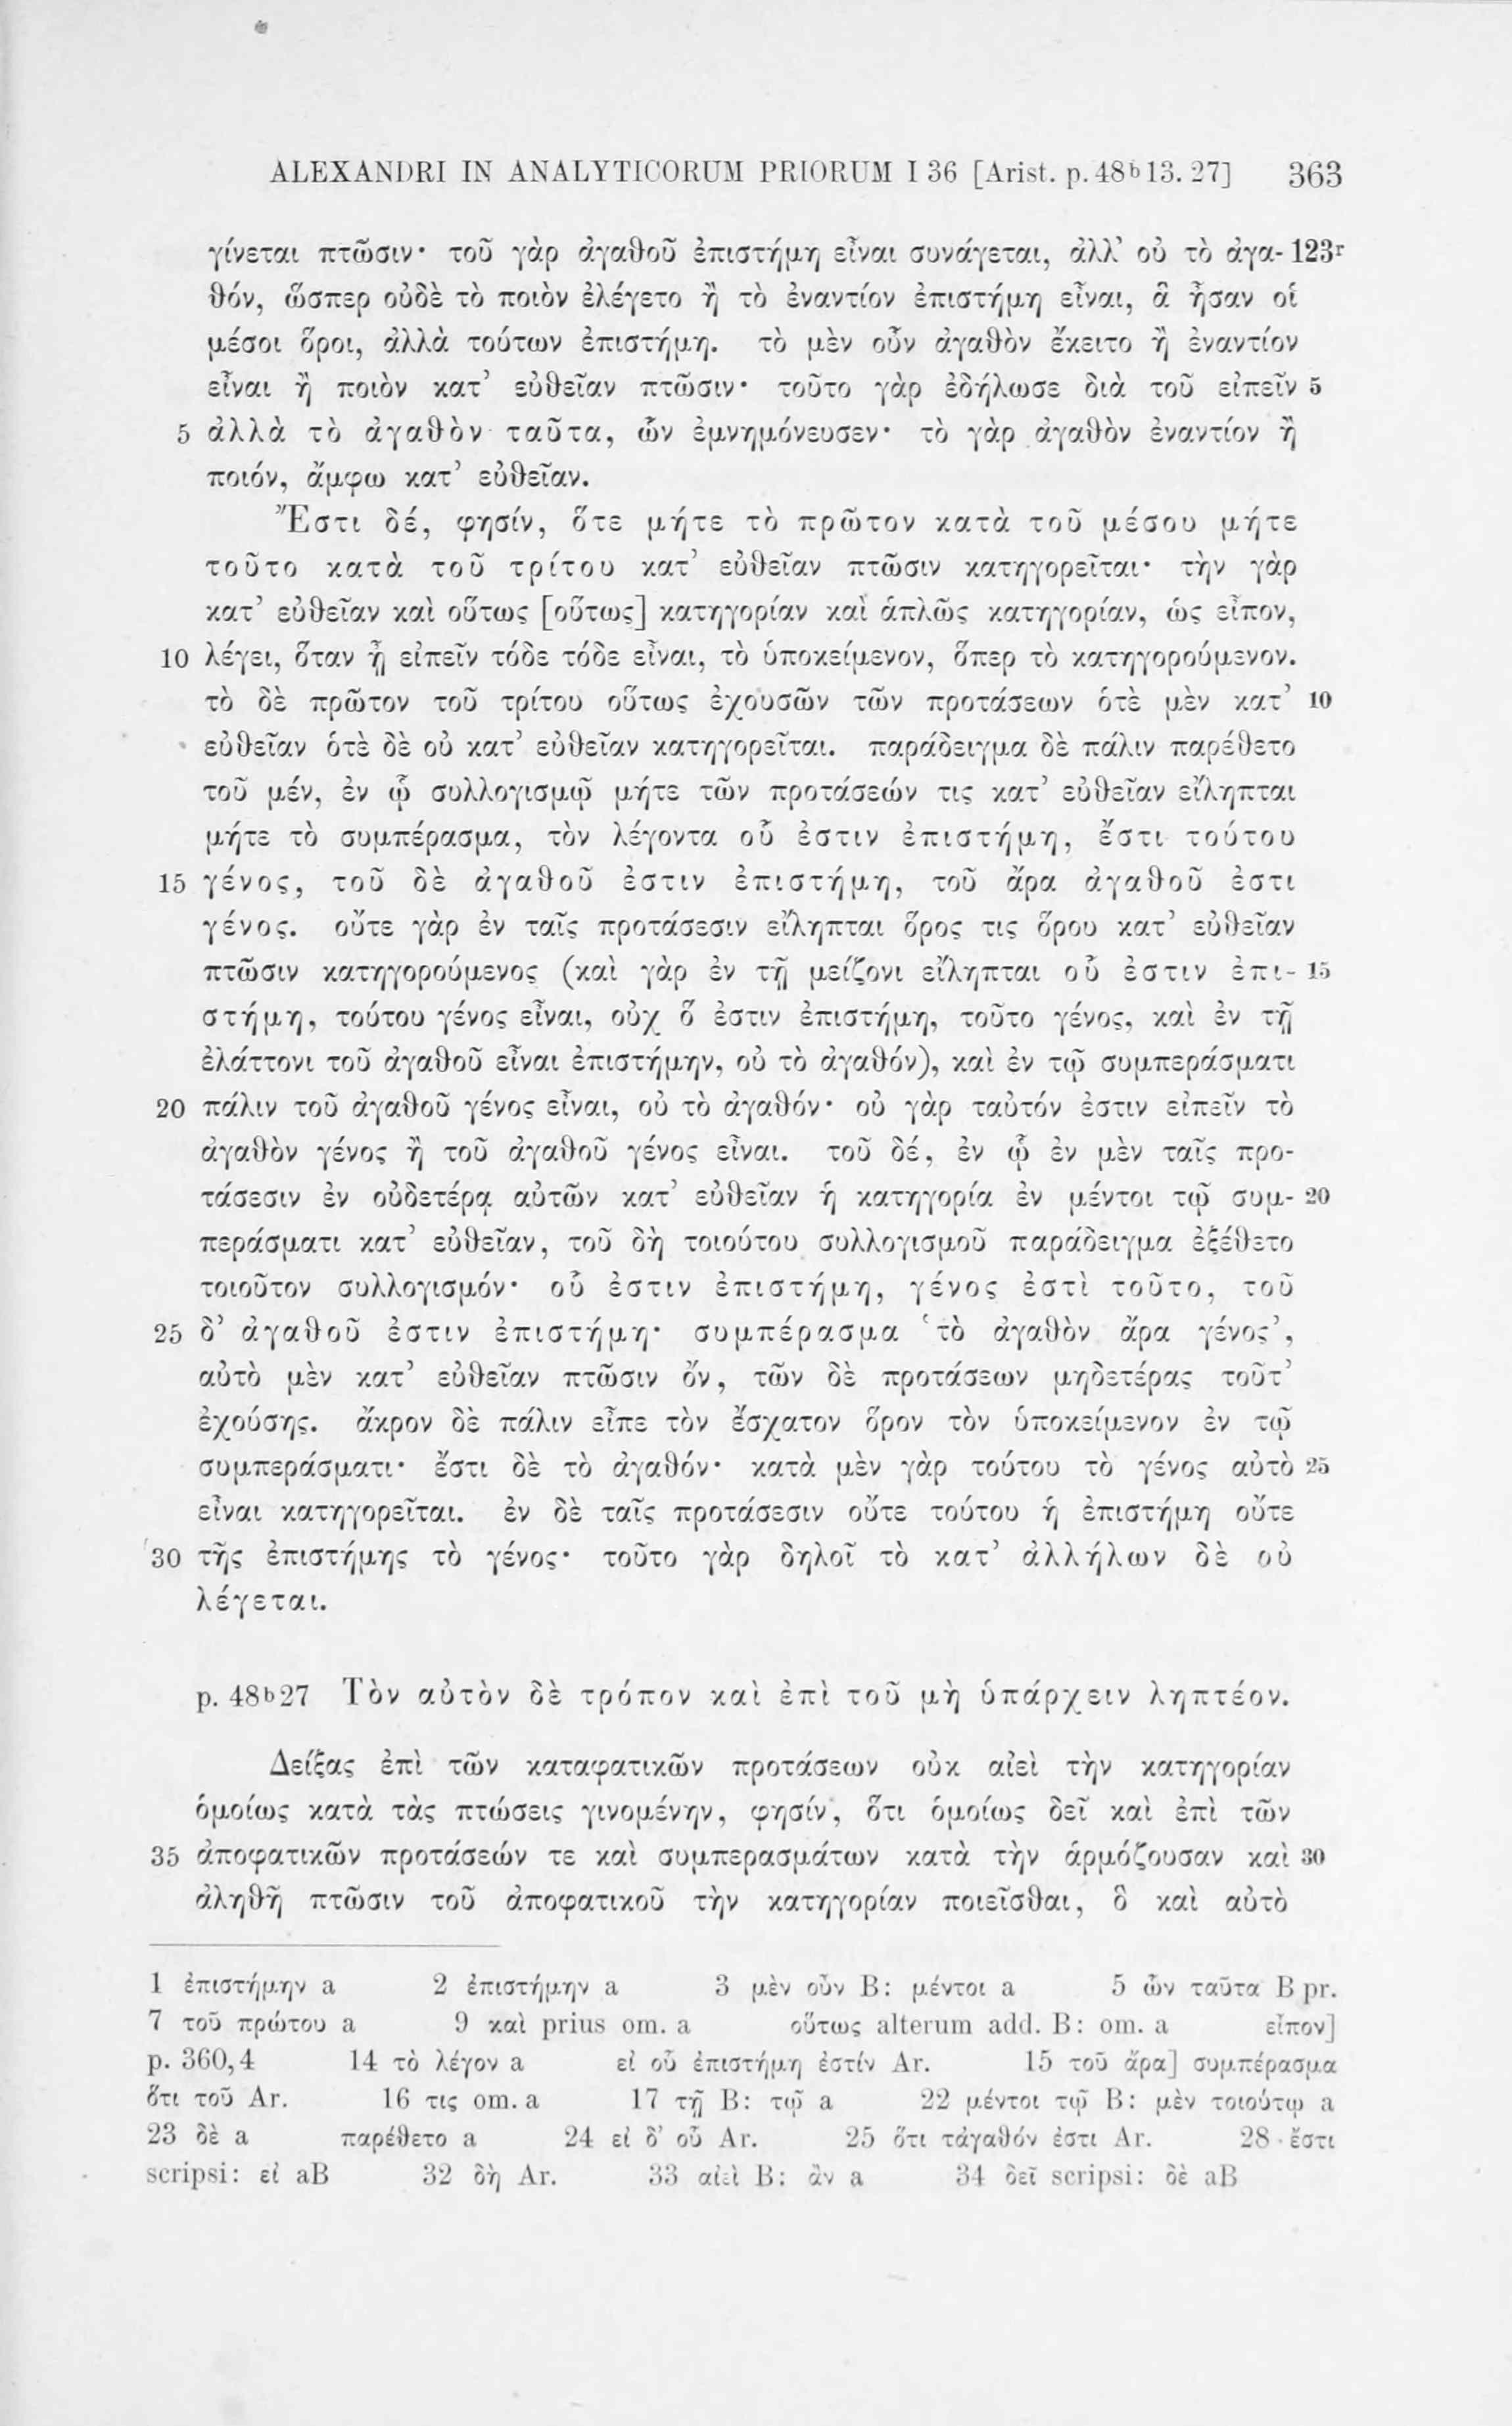 ALEXANDRI IN ANALYTICORUM PRIORUM I 36 [Arist. p. 48b13. 27] 363
γίνεται πτῶσιν· τοῦ γὰρ ἀγαθοῦ ἐπιστήμη εἶναι συνάγεται, ἀλλ’ οὐ τὸ ἀγα- 123r
θόν, ὥσπερ οὐδὲ τὸ ποιὸν ἐλέγετο ἢ τὸ ἐναντίον ἐπιστήμη εἶναι, ἃ ἦσαν οἱ
μέσοι ὅροι, ἀλλὰ τούτων ἐπιστήμη. τὸ μὲν οὖν ἀγαθὸν ἔκειτο ἢ ἐναντίον
εἶναι ἢ ποιὸν κατ’ εὐθεῖαν πτῶσιν· τοῦτο γὰρ ἐδήλωσε διὰ τοῦ εἰπεῖν 5
5 ἀλλὰ τὸ ἀγαθὸν ταῦτα, ὧν ἐμνημόνευσεν· τὸ γὰρ ἀγαθὸν ἐναντίον ἢ
ποιόν, ἄμφω κατ’ εὐθεῖαν.
Ἔστι δέ, φησίν, ὅτε μήτε τὸ πρῶτον κατὰ τοῦ μέσου μήτε
τοῦτο κατὰ τοῦ τρίτου κατ’ εὐθεῖαν πτῶσιν κατηγορεῖται· τὴν γὰρ
κατ’ εὐθεῖαν καὶ οὕτως [οὕτως] κατηγορίαν καὶ ἁπλῶς κατηγορίαν, ὡς εἶπον,
10 λέγει, ὅταν ᾖ εἰπεῖν τόδε τόδε εἶναι, τὸ ὑποκείμενον, ὅπερ τὸ κατηγορούμενον.
τὸ δὲ πρῶτον τοῦ τρίτου οὕτως ἐχουσῶν τῶν προτάσεων ὁτὲ μὲν κατ’ 10
εὐθεῖαν ὁτὲ δὲ οὐ κατ’ εὐθεῖαν κατηγορεῖται. παράδειγμα δὲ πάλιν παρέθετο
τοῦ μέν, ἐν ᾧ συλλογισμῷ μήτε τῶν προτάσεών τις κατ’ εὐθεῖαν εἴληπται
μήτε τὸ συμπέρασμα, τὸν λέγοντα οὗ ἐστιν ἐπιστήμη, ἔστι τούτου
15 γένος, τοῦ δὲ ἀγαθοῦ ἐστιν ἐπιστήμη, τοῦ ἄρα ἀγαθοῦ ἐστι
γένος. οὔτε γὰρ ἐν ταῖς προτάσεσιν εἴληπται ὅρος τις ὅρου κατ’ εὐθεῖαν
πτῶσιν κατηγορούμενος (καὶ γὰρ ἐν τῇ μείζονι εἴληπται οὗ ἐστιν ἐπι- 15
στήμη, τούτου γένος εἶναι, οὐχ ὅ ἐστιν ἐπιστήμη, τοῦτο γένος, καὶ ἐν τῇ
ἐλάττονι τοῦ ἀγαθοῦ εἶναι ἐπιστήμην, οὐ τὸ ἀγαθόν), καὶ ἐν τῷ συμπεράσματι
20 πάλιν τοῦ ἀγαθοῦ γένος εἶναι, οὐ τὸ ἀγαθόν· οὐ γὰρ ταὐτόν ἐστιν εἰπεῖν τὸ
ἀγαθὸν γένος ἢ τοῦ ἀγαθοῦ γένος εἶναι. τοῦ δέ, ἐν ᾧ ἐν μὲν ταῖς προ-
τάσεσιν ἐν οὐδετέρᾳ αὐτῶν κατ’ εὐθεῖαν ἡ κατηγορία ἐν μέντοι τῷ συμ- 20
περάσματι κατ’ εὐθεῖαν, τοῦ δὴ τοιούτου συλλογισμοῦ παράδειγμα ἐξέθετο
τοιοῦτον συλλογισμόν· οὗ ἐστιν ἐπιστήμη, γένος ἐστὶ τοῦτο, τοῦ
25 δ’ ἀγαθοῦ ἐστιν ἐπιστήμη· συμπέρασμα ‘τὸ ἀγαθὸν ἄρα γένος’,
αὐτὸ μὲν κατ’ εὐθεῖαν πτῶσιν ὄν, τῶν δὲ προτάσεων μηδετέρας τοῦτ’
ἐχούσης. ἄκρον δὲ πάλιν εἶπε τὸν ἔσχατον ὅρον τὸν ὑποκείμενον ἐν τῷ
συμπεράσματι· ἔστι δὲ τὸ ἀγαθόν· κατὰ μὲν γὰρ τούτου τὸ γένος αὐτὸ 25
εἶναι κατηγορεῖται. ἐν δὲ ταῖς προτάσεσιν οὔτε τούτου ἡ ἐπιστήμη οὔτε
30 τῆς ἐπιστήμης τὸ γένος· τοῦτο γὰρ δηλοῖ τὸ κατ’ ἀλλήλων δὲ οὐ
λέγεται.
p. 48b27 Τὸν αὐτὸν δὲ τρόπον καὶ ἐπὶ τοῦ μὴ ὑπάρχειν ληπτέον.
Δείξας ἐπὶ τῶν καταφατικῶν προτάσεων οὐκ αἰεὶ τὴν κατηγορίαν
ὁμοίως κατὰ τὰς πτώσεις γινομένην, φησίν, ὅτι ὁμοίως δεῖ καὶ ἐπὶ τῶν
35 ἀποφατικῶν προτάσεών τε καὶ συμπερασμάτων κατὰ τὴν ἁρμόζουσαν καὶ 30
ἀληθῆ πτῶσιν τοῦ ἀποφατικοῦ τὴν κατηγορίαν ποιεῖσθαι, ὃ καὶ αὐτὸ
1 ἐπιστήμην a 2 ἐπιστήμην a 3 μὲν οὖν B: μέντοι a 5 ὧν ταῦτα B pr.
7 τοῦ πρώτου a 9 καὶ prius om. a οὕτως alterum add. B: om. a εἶπον]
p. 360,4 14 τὸ λέγον a εἰ οὗ ἐπιστήμη ἐστίν Ar. 15 τοῦ ἄρα] συμπέρασμα
ὅτι τοῦ Ar. 16 τις om. a 17 τῇ B: τῷ a 22 μέντοι τῷ B: μὲν τοιούτῳ a
23 δὲ a παρέθετο a 24 εἰ δ’ οὗ Ar. 25 ὅτι τἀγαθόν ἐστι Ar. 28 ἔστι
scripsi: εἰ aB 32 δὴ Ar. 33 αἰεὶ B: ἂν a 34 δεῖ scripsi: δὲ aB